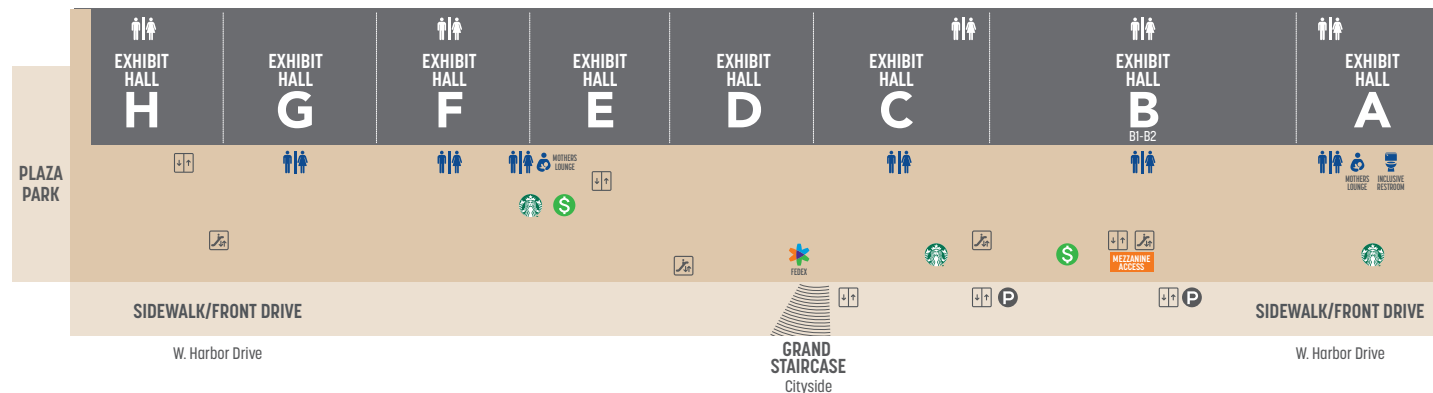 EXHIBIT
HALL
H
EXHIBIT
HALL
G
EXHIBIT
HALL
F
EXHIBIT
HALL
E
EXHIBIT
HALL
D
EXHIBIT
HALL
C
EXHIBIT
HALL
B
B1-B2
EXHIBIT
HALL
A
PLAZA
PARK
MOTHERS
LOUNGE
MOTHERS
LOUNGE
INCLUSIVE
RESTROOM
$
$
FEDEX
MEZZANINE
ACCESS
P
P
SIDEWALK/FRONT DRIVE
SIDEWALK/FRONT DRIVE
W. Harbor Drive
GRAND
STAIRCASE
Cityside
W. Harbor Drive